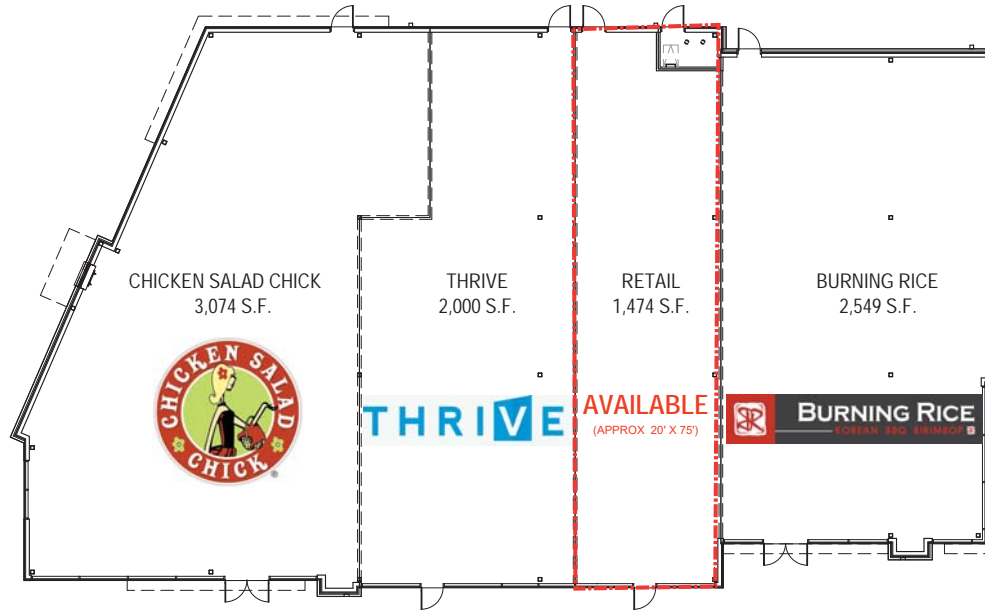 CHICKEN SALAD CHICK
3,074 S.F.
THRIVE
2,000 S.F.
RETAIL
1,474 S.F.
BURNING RICE
2,549 S.F.
CHICKEN SALAD
CHICK
®
THRIVE
AVAILABLE
(APPROX 20' X 75')
BR
BURNING RICE
KOREAN BBQ BIBIMBOP